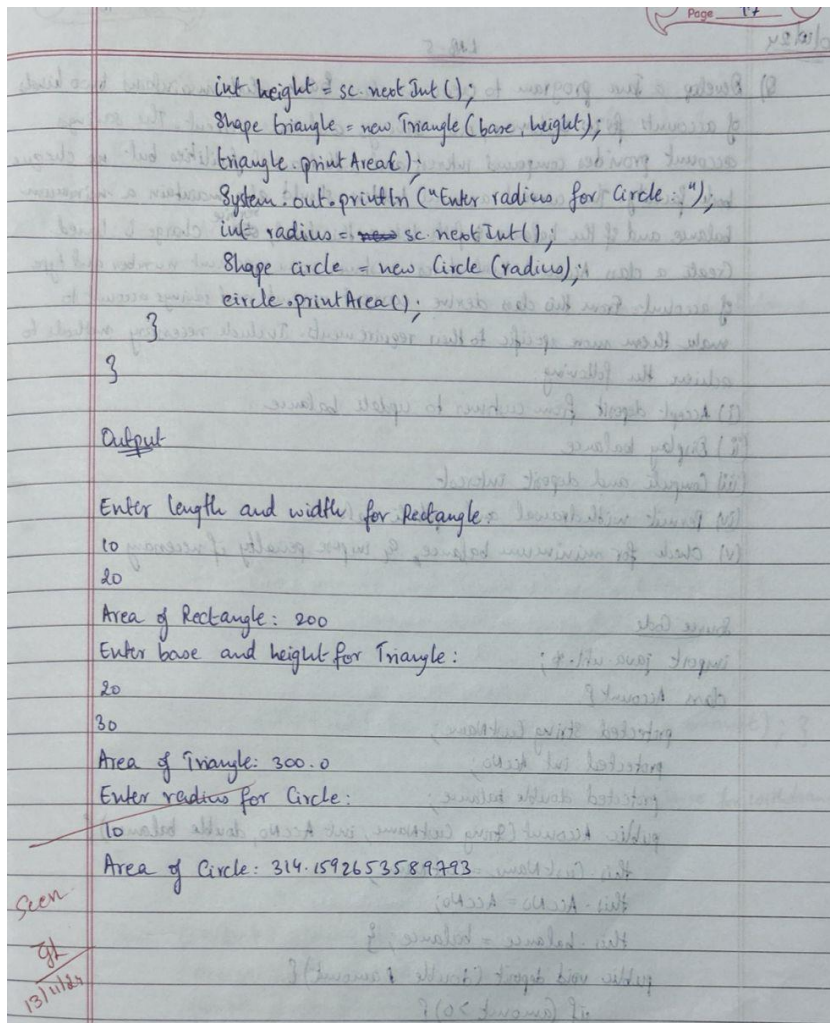 Page 17
int height = sc.nextInt();
Shape triangle = new Triangle(base, height);
triangle.printArea();
System.out.println("Enter radius for Circle: ");
int radius = sc.nextInt();
Shape circle = new Circle(radius);
circle.printArea();
}
}
Output
Enter length and width for Rectangle:
10
20
Area of Rectangle: 200
Enter base and height for Triangle:
20
30
Area of Triangle: 300.0
Enter radius for Circle:
10
Area of Circle: 314.1592653589793
Seen
13/11/24